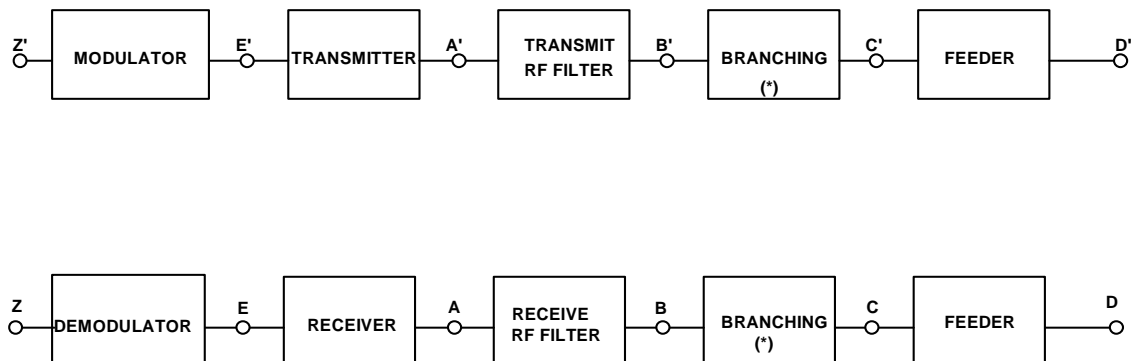 Z' MODULATOR E' TRANSMITTER A' TRANSMIT RF FILTER B' BRANCHING (*) C' FEEDER D'
Z DEMODULATOR E RECEIVER A RECEIVE RF FILTER B BRANCHING (*) C FEEDER D